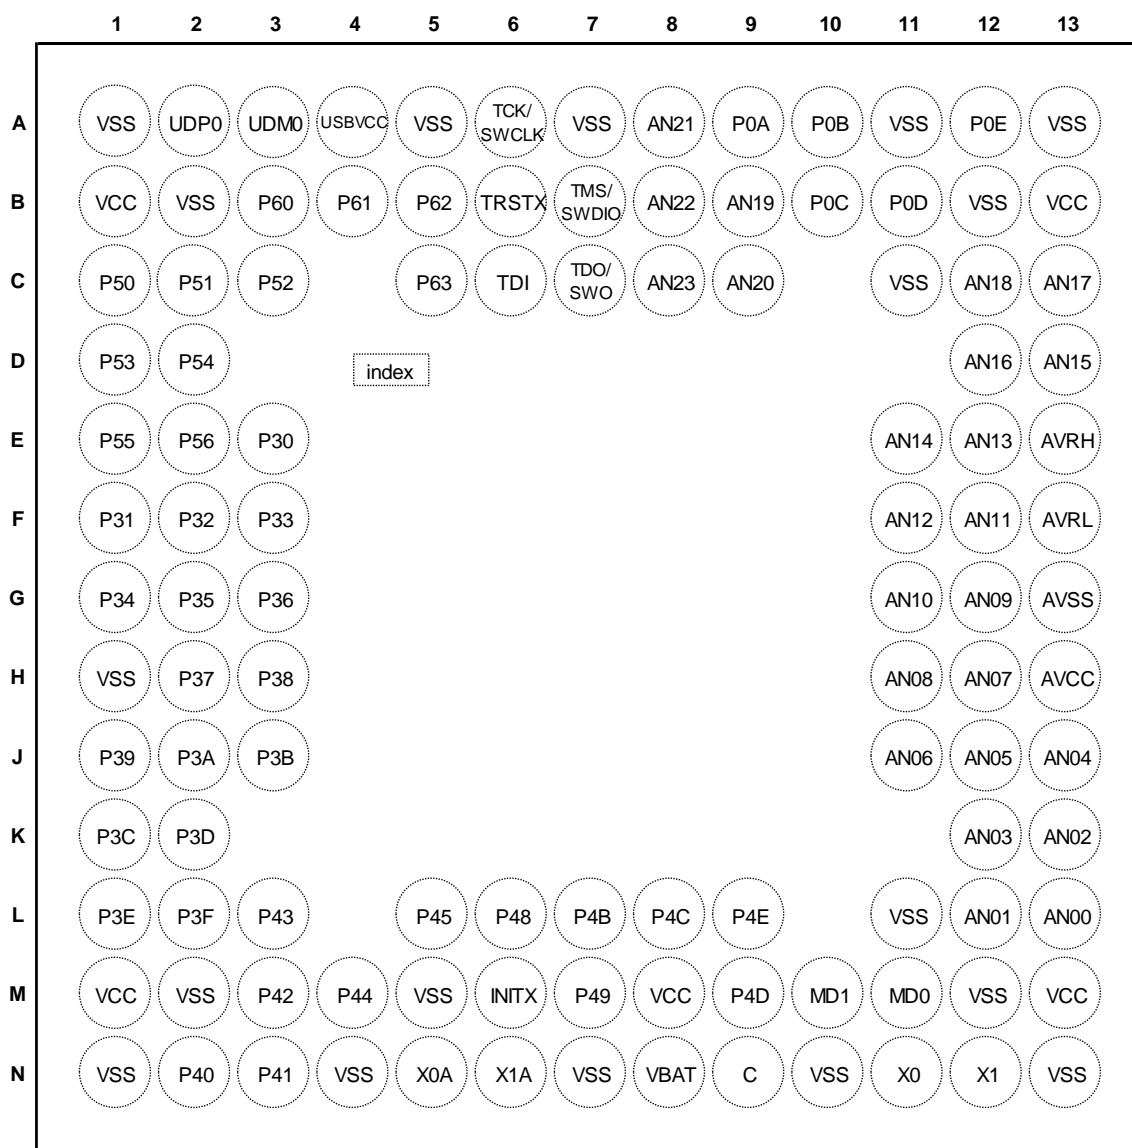 1 2 3 4 5 6 7 8 9 10 11 12 13
A VSS UDP0 UDM0 USBVCC VSS TCK/ SWCLK VSS AN21 P0A P0B VSS P0E VSS
B VCC VSS P60 P61 P62 TRSTX TMS/ SWDIO AN22 AN19 P0C P0D VSS VCC
C P50 P51 P52 P63 TDI TDO/ SWO AN23 AN20 VSS AN18 AN17
D P53 P54 index AN16 AN15
E P55 P56 P30 AN14 AN13 AVRH
F P31 P32 P33 AN12 AN11 AVRL
G P34 P35 P36 AN10 AN09 AVSS
H VSS P37 P38 AN08 AN07 AVCC
J P39 P3A P3B AN06 AN05 AN04
K P3C P3D AN03 AN02
L P3E P3F P43 P45 P48 P4B P4C P4E VSS AN01 AN00
M VCC VSS P42 P44 VSS INITX P49 VCC P4D MD1 MD0 VSS VCC
N VSS P40 P41 VSS X0A X1A VSS VBAT C VSS X0 X1 VSS